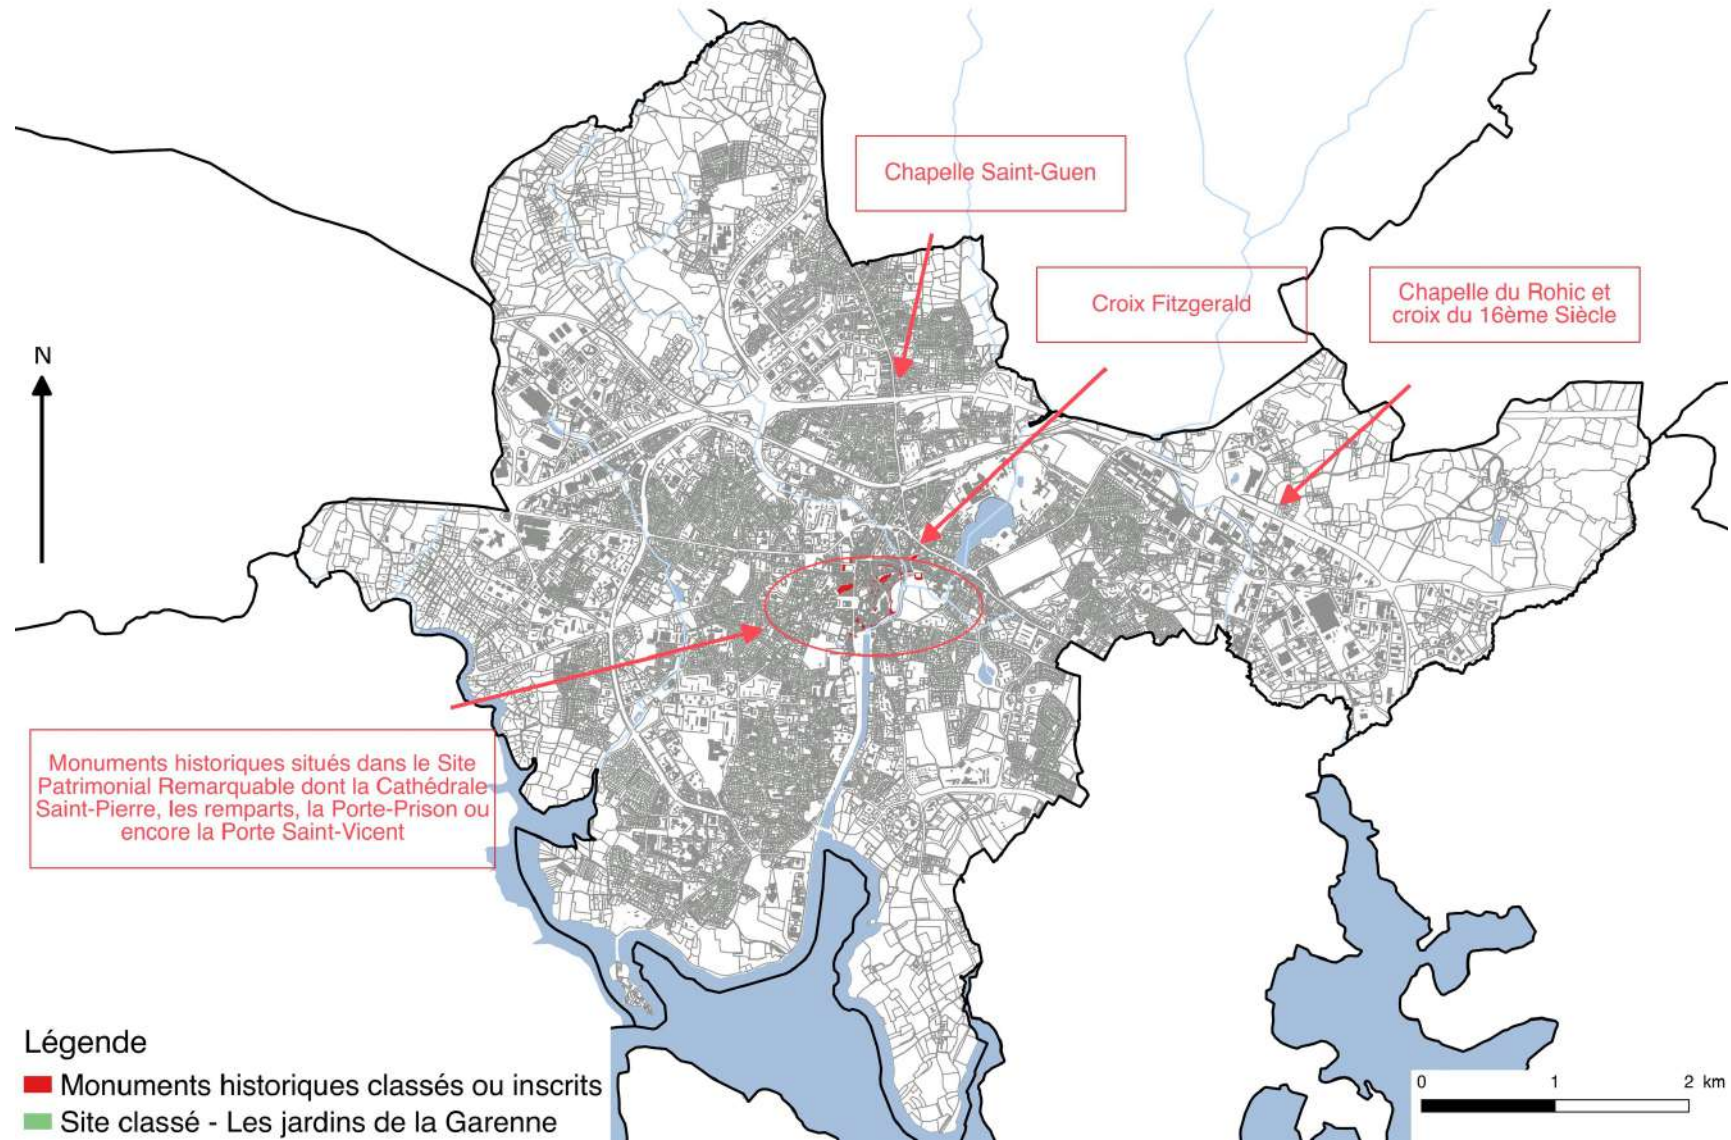 Chapelle Saint-Guen
Croix Fitzgerald
Chapelle du Rohic et
croix du 16ème Siècle
N
Monuments historiques situés dans le Site
Patrimonial Remarquable dont la Cathédrale
Saint-Pierre, les remparts, la Porte-Prison ou
encore la Porte Saint-Vicent
Légende
Monuments historiques classés ou inscrits
Site classé - Les jardins de la Garenne
0 1 2 km